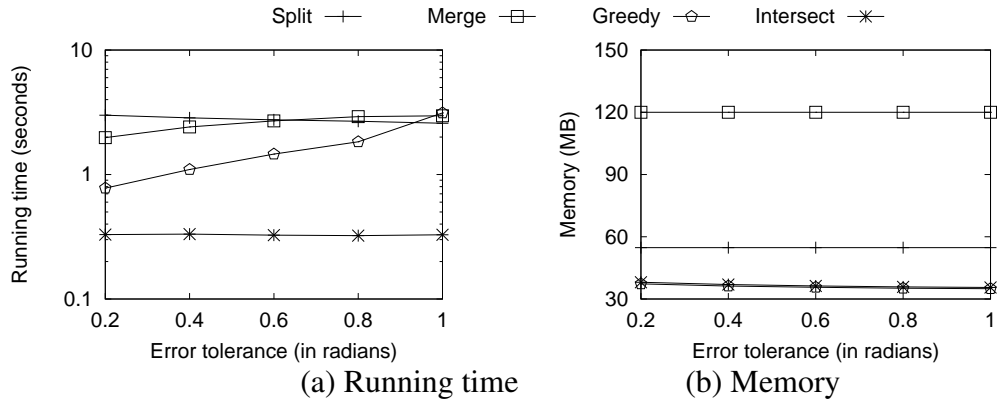 Split Merge Greedy Intersect
Running time (seconds)
10
1
0.1
0.2 0.4 0.6 0.8 1
Error tolerance (in radians)
(a) Running time
Memory (MB)
150
120
90
60
30
0.2 0.4 0.6 0.8 1
Error tolerance (in radians)
(b) Memory